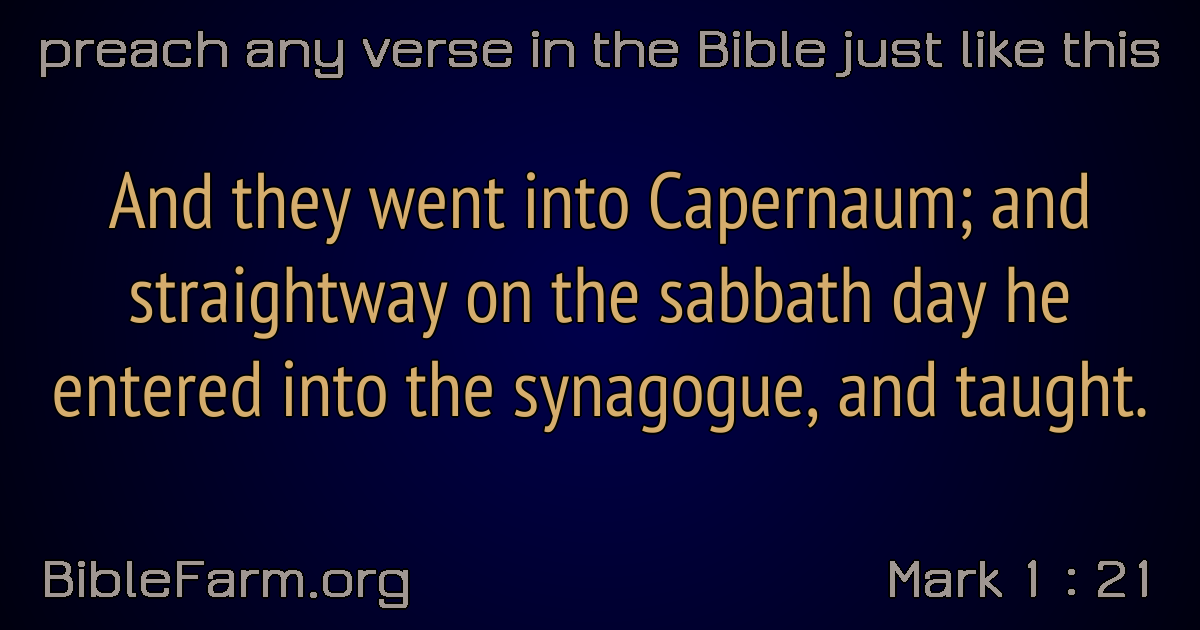 preach any verse in the Bible just like this
And they went into Capernaum; and
straightway on the sabbath day he
entered into the synagogue, and taught.
BibleFarm.org
Mark 1 : 21